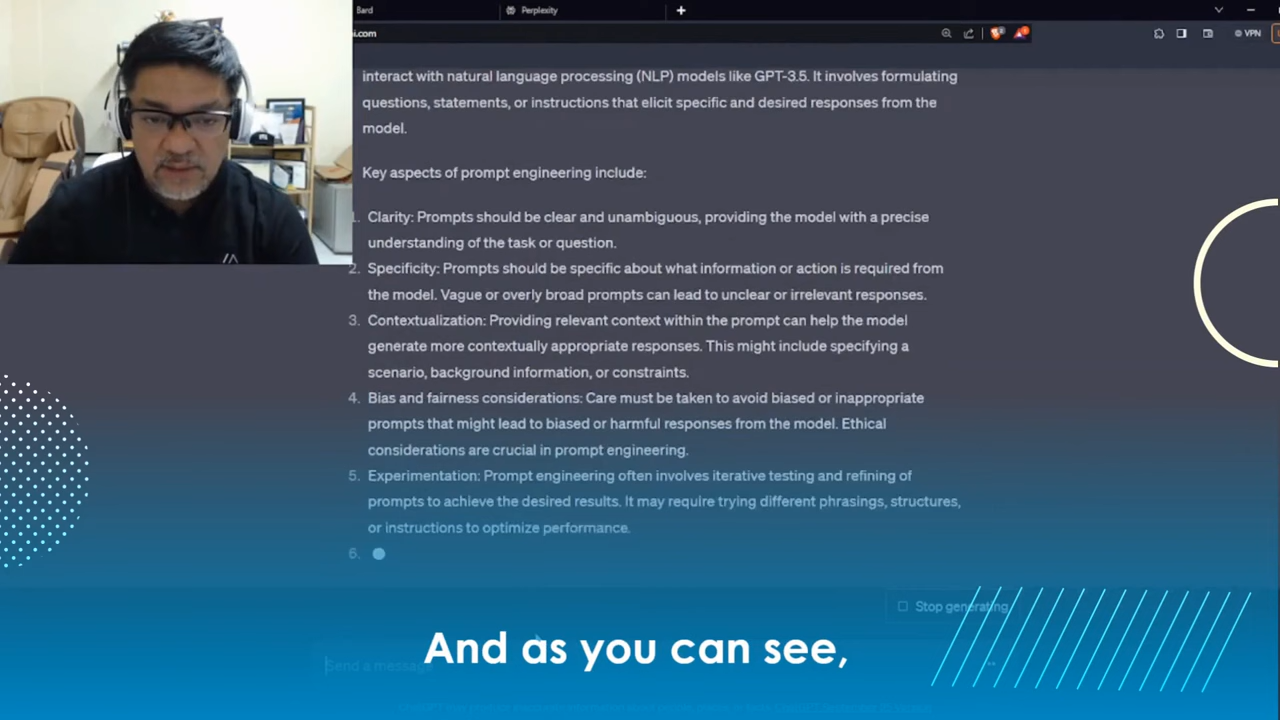 Bard
Perplexity
VPN
interact with natural language processing (NLP) models like GPT-3.5. It involves formulating
questions, statements, or instructions that elicit specific and desired responses from the
model.
Key aspects of prompt engineering include:
1. Clarity: Prompts should be clear and unambiguous, providing the model with a precise
understanding of the task or question.
2. Specificity: Prompts should be specific about what information or action is required from
the model. Vague or overly broad prompts can lead to unclear or irrelevant responses.
3. Contextualization: Providing relevant context within the prompt can help the model
generate more contextually appropriate responses. This might include specifying a
scenario, background information, or constraints.
4. Bias and fairness considerations: Care must be taken to avoid biased or inappropriate
prompts that might lead to biased or harmful responses from the model. Ethical
considerations are crucial in prompt engineering.
5. Experimentation: Prompt engineering often involves iterative testing and refining of
prompts to achieve the desired results. It may require trying different phrasings, structures,
or instructions to optimize performance.
6.
Stop generating
Send a message
And as you can see,